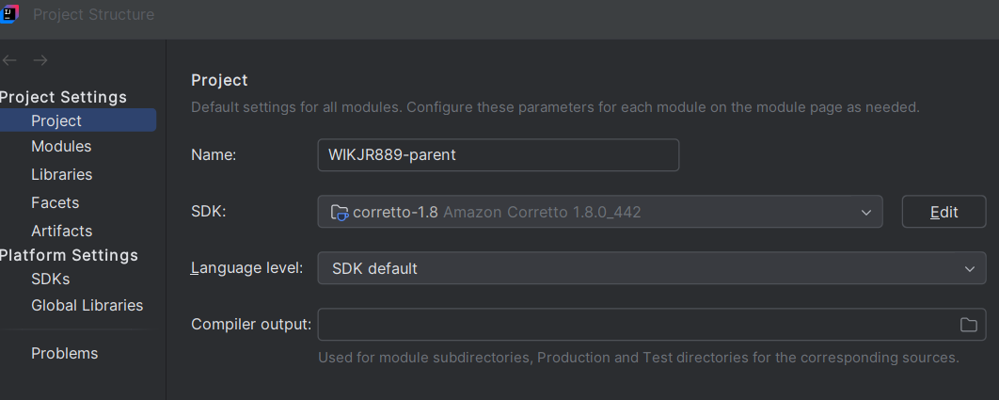 Project Structure
Project Settings
Project
Modules
Libraries
Facets
Artifacts
Platform Settings
SDKs
Global Libraries
Problems
Project
Default settings for all modules. Configure these parameters for each module on the module page as needed.
Name: WIKJR889-parent
SDK: corretto-1.8 Amazon Corretto 1.8.0_442 Edit
Language level: SDK default
Compiler output:
Used for module subdirectories, Production and Test directories for the corresponding sources.